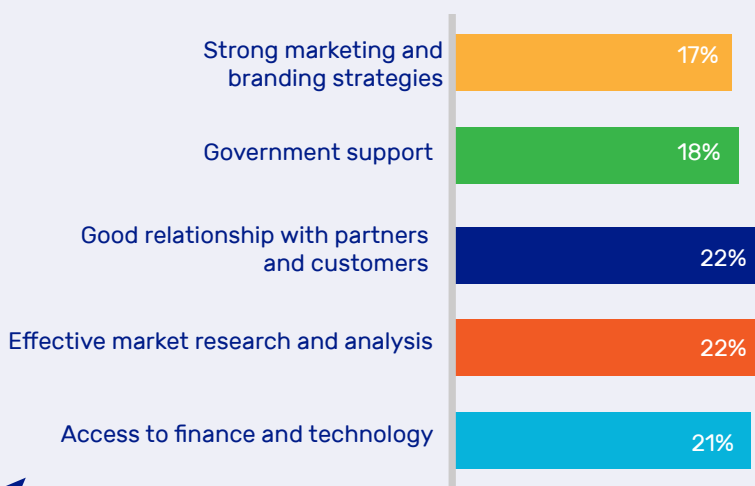 Strong marketing and
branding strategies
17%
Government support
18%
Good relationship with partners
and customers
22%
Effective market research and analysis
22%
Access to finance and technology
21%